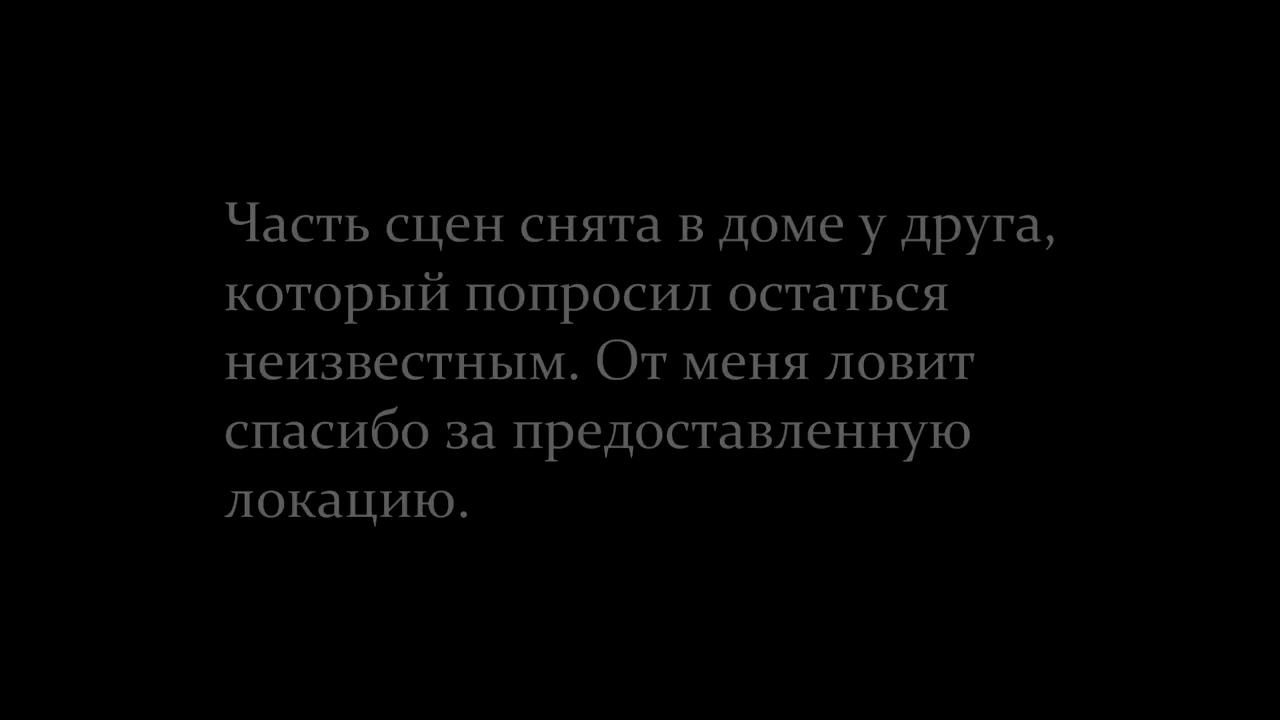 Часть сцен снята в доме у друга,
который попросил остаться
неизвестным. От меня ловит
спасибо за предоставленную
локацию.